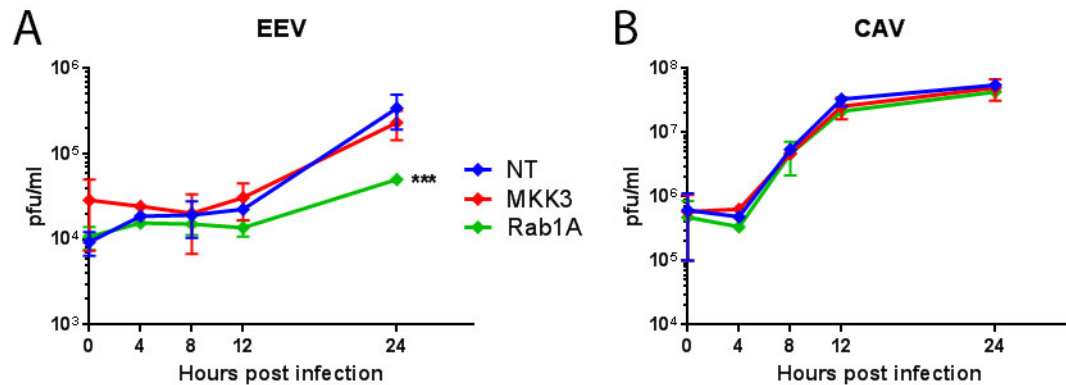 A
EEV
pfu/ml
10⁶
10⁵
10⁴
10³
0 4 8 12 24
Hours post infection
***
NT
MKK3
Rab1A
B
CAV
pfu/ml
10⁸
10⁷
10⁶
10⁵
10⁴
0 4 8 12 24
Hours post infection